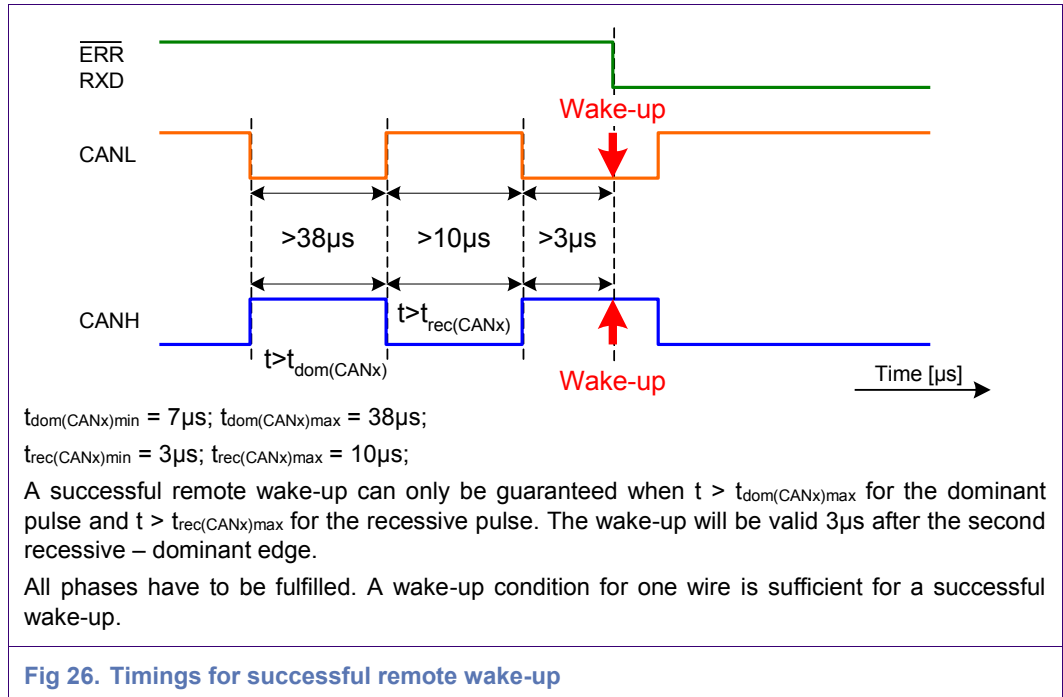 ERR
RXD
Wake-up
CANL
>38µs
>10µs
>3µs
CANH
t>trec(CANx)
t>tdom(CANx)
Wake-up
Time [µs]
tdom(CANx)min = 7µs; tdom(CANx)max = 38µs;
trec(CANx)min = 3µs; trec(CANx)max = 10µs;
A successful remote wake-up can only be guaranteed when t > tdom(CANx)max for the dominant
pulse and t > trec(CANx)max for the recessive pulse. The wake-up will be valid 3µs after the second
recessive – dominant edge.
All phases have to be fulfilled. A wake-up condition for one wire is sufficient for a successful
wake-up.
Fig 26. Timings for successful remote wake-up